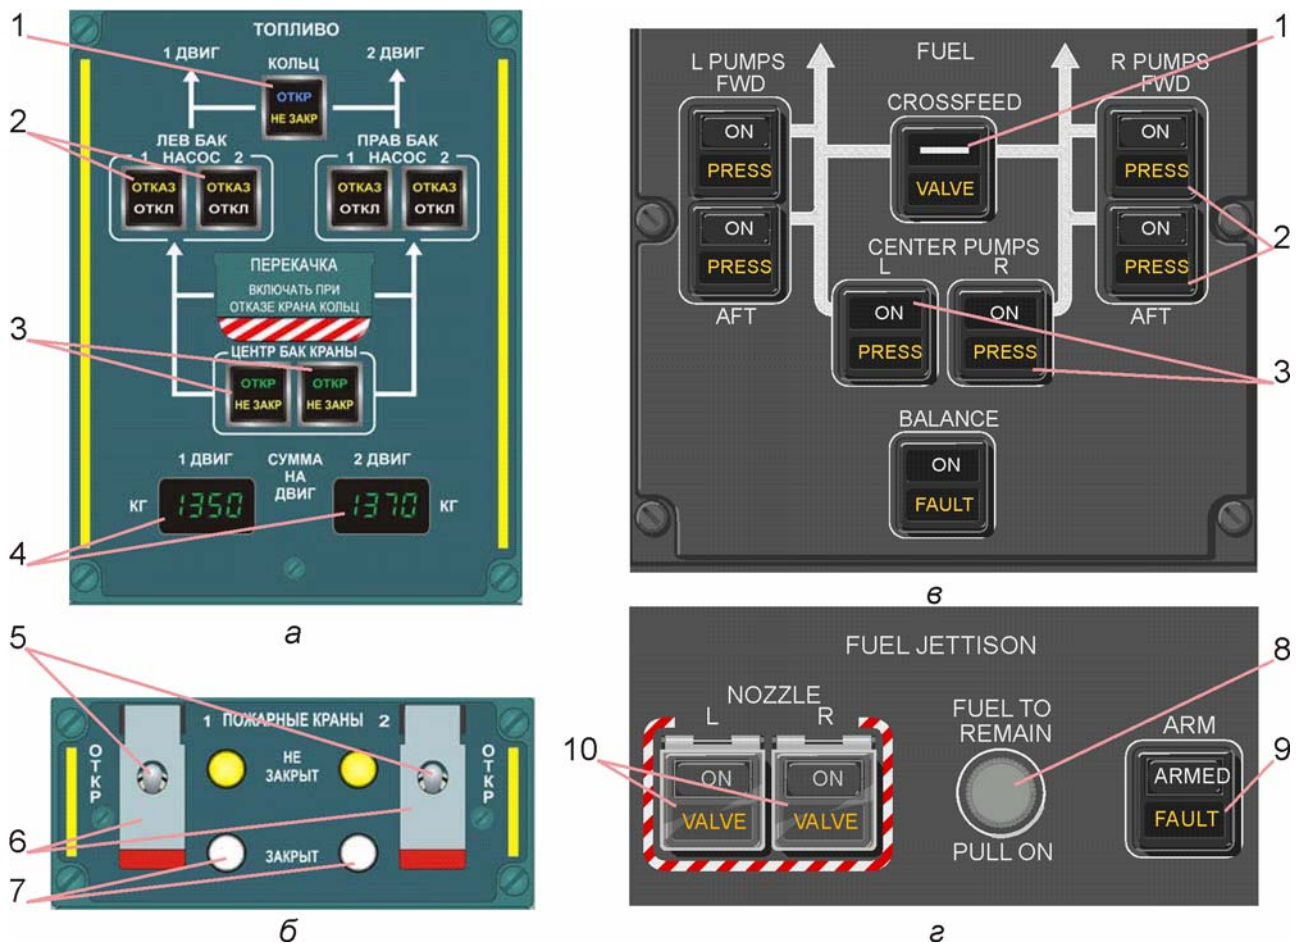 1
2
3
4
ТОПЛИВО
1 ДВИГ
2 ДВИГ
КОЛЬЦ
ОТКР
НЕ ЗАКР
ЛЕВ БАК
1 НАСОС 2
ПРАВ БАК
1 НАСОС 2
ОТКАЗ
ОТКЛ
ОТКАЗ
ОТКЛ
ОТКАЗ
ОТКЛ
ОТКАЗ
ОТКЛ
ПЕРЕКАЧКА
ВКЛЮЧАТЬ ПРИ
ОТКАЗЕ КРАНА КОЛЬЦ
ЦЕНТР БАК КРАНЫ
ОТКР
НЕ ЗАКР
ОТКР
НЕ ЗАКР
1 ДВИГ
СУММА
НА
ДВИГ
2 ДВИГ
КГ
1350
1370
КГ
а
5
6
7
1 ПОЖАРНЫЕ КРАНЫ 2
ОТКР
НЕ
ЗАКРЫТ
ОТКР
ЗАКРЫТ
б
1
2
3
FUEL
L PUMPS
FWD
R PUMPS
FWD
CROSSFEED
VALVE
ON
PRESS
ON
PRESS
AFT
ON
PRESS
ON
PRESS
AFT
CENTER PUMPS
L R
ON
PRESS
ON
PRESS
BALANCE
ON
FAULT
в
8
9
10
FUEL JETTISON
NOZZLE
L R
ON
VALVE
ON
VALVE
FUEL TO
REMAIN
PULL ON
ARM
ARMED
FAULT
г